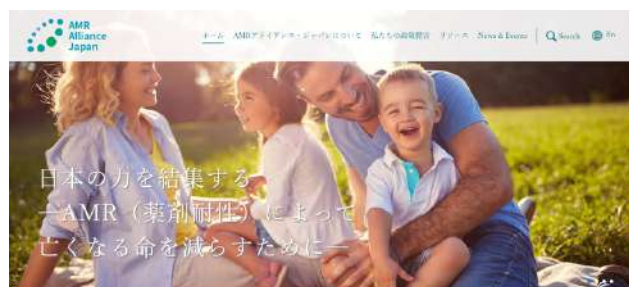 AMR
Alliance
Japan
ホーム AMRアライアンス・ジャパンについて 私たちの政策提言 リソース News & Events Search En
日本の力を結集する
―AMR（薬剤耐性）によって
亡くなる命を減らすために―